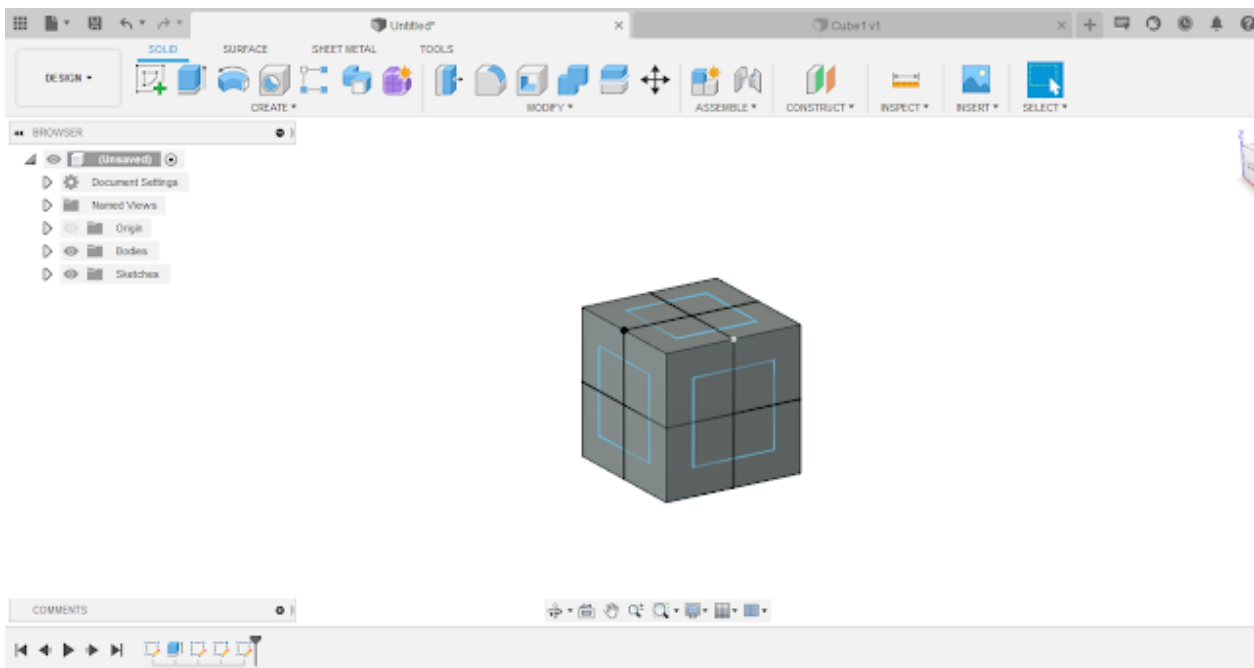 Untitled*
Cube1 v1
SOLID SURFACE SHEET METAL TOOLS
DESIGN
CREATE MODIFY ASSEMBLE CONSTRUCT INSPECT INSERT SELECT
BROWSER
(Unsaved)
Document Settings
Named Views
Origin
Bodies
Sketches
Z
COMMENTS